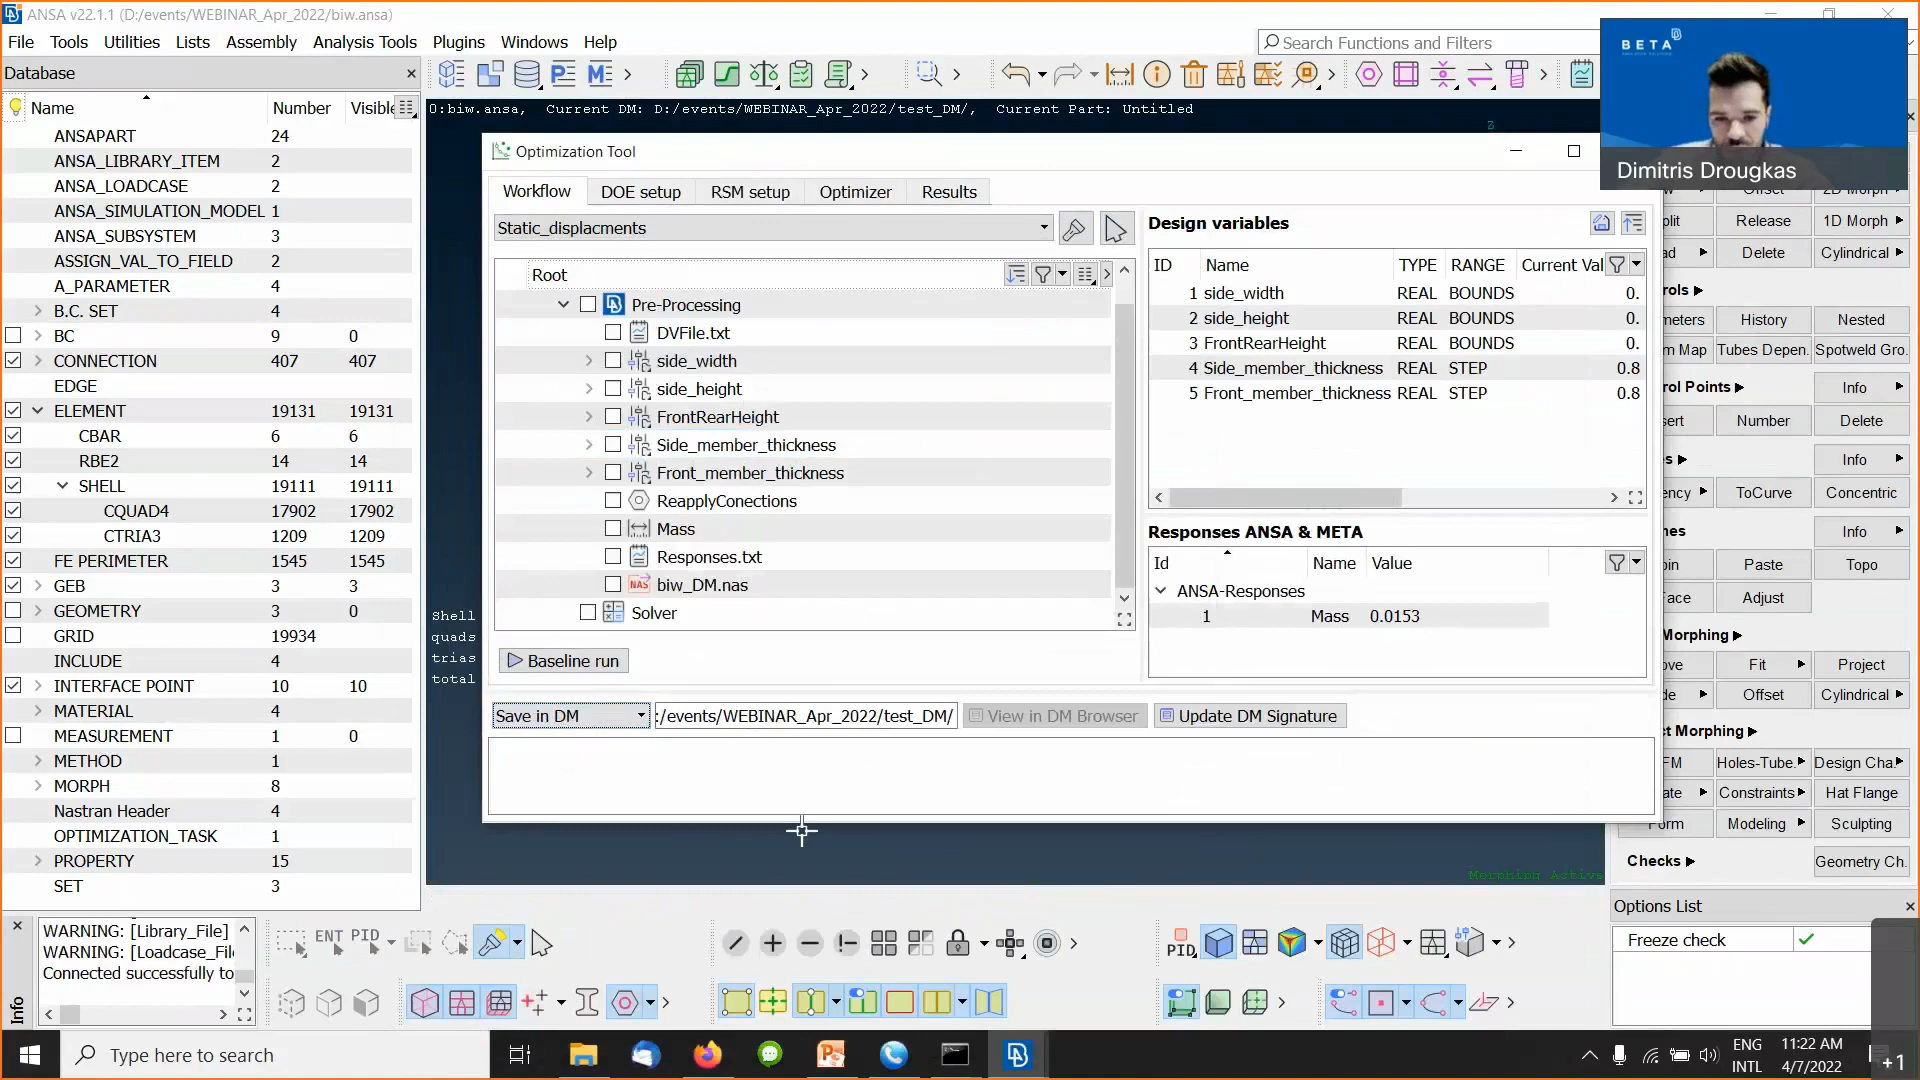 ANSA v22.1.1 (D:/events/WEBINAR_Apr_2022/biw.ansa)
File Tools Utilities Lists Assembly Analysis Tools Plugins Windows Help
Search Functions and Filters
BETA
Dimitris Drougkas
Database
Name Number Visible
ANSAPART 24
ANSA_LIBRARY_ITEM 2
ANSA_LOADCASE 2
ANSA_SIMULATION_MODEL 1
ANSA_SUBSYSTEM 3
ASSIGN_VAL_TO_FIELD 2
A_PARAMETER 4
B.C. SET 4
BC 9 0
CONNECTION 407 407
EDGE
ELEMENT 19131 19131
CBAR 6 6
RBE2 14 14
SHELL 19111 19111
CQUAD4 17902 17902
CTRIA3 1209 1209
FE PERIMETER 1545 1545
GEB 3 3
GEOMETRY 3 0
GRID 19934
INCLUDE 4
INTERFACE POINT 10 10
MATERIAL 4
MEASUREMENT 1 0
METHOD 1
MORPH 8
Nastran Header 4
OPTIMIZATION_TASK 1
PROPERTY 15
SET 3
0:biw.ansa, Current DM: D:/events/WEBINAR_Apr_2022/test_DM/, Current Part: Untitled
Z
Shell
quads
trias
total
Optimization Tool
Workflow DOE setup RSM setup Optimizer Results
Static_displacments
Root
Pre-Processing
DVFile.txt
side_width
side_height
FrontRearHeight
Side_member_thickness
Front_member_thickness
ReapplyConections
Mass
Responses.txt
NAS biw_DM.nas
Solver
Baseline run
Design variables
ID Name TYPE RANGE Current Val
1 side_width REAL BOUNDS 0.
2 side_height REAL BOUNDS 0.
3 FrontRearHeight REAL BOUNDS 0.
4 Side_member_thickness REAL STEP 0.8
5 Front_member_thickness REAL STEP 0.8
Responses ANSA & META
Id Name Value
ANSA-Responses
1 Mass 0.0153
Save in DM :/events/WEBINAR_Apr_2022/test_DM/ View in DM Browser Update DM Signature
Release 1D Morph
Delete Cylindrical
History Nested
Tubes Depen. Spotweld Gro.
Info
Number Delete
Info
ToCurve Concentric
Info
Paste Topo
Adjust
Morphing
Fit Project
Offset Cylindrical
Morphing
Holes-Tube. Design Cha.
Constraints Hat Flange
Modeling Sculpting
Checks Geometry Ch.
Options List
Freeze check
WARNING: [Library_File]
WARNING: [Loadcase_File
Connected successfully to
Info
ENT PID
PID
Type here to search
ENG
INTL
11:22 AM
4/7/2022
+1